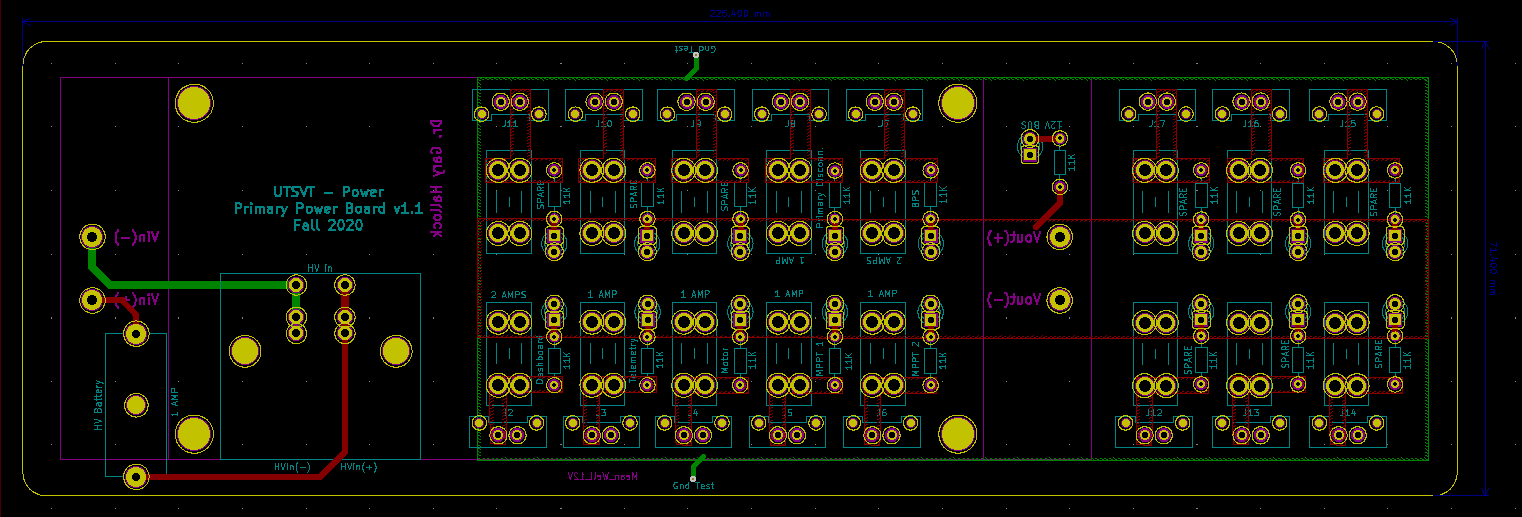 226.600 mm
Gnd Test
J11
J10
J9
J8
J7
12V BUS
J17
J16
J15
11K
Dr. Gary Hallock
UTSVT - Power
Primary Power Board v1.1
Fall 2020
SPARE
11K
SPARE
11K
SPARE
11K
Primary Disconn.
11K
BPS
11K
SPARE
11K
SPARE
11K
SPARE
11K
Vin(-)
Vout(+)
1 AMP
2 AMPS
HV in
Vin(+)
2 AMPS
1 AMP
1 AMP
1 AMP
1 AMP
Vout(-)
Dashboard
11K
Telemetry
11K
Motor
11K
MPPT 1
11K
MPPT 2
11K
SPARE
11K
SPARE
11K
SPARE
11K
HV Battery
1 AMP
J2
J3
J4
J5
J6
J12
J13
J14
HVin(-)
HVin(+)
Mean_Well_12V
Gnd Test